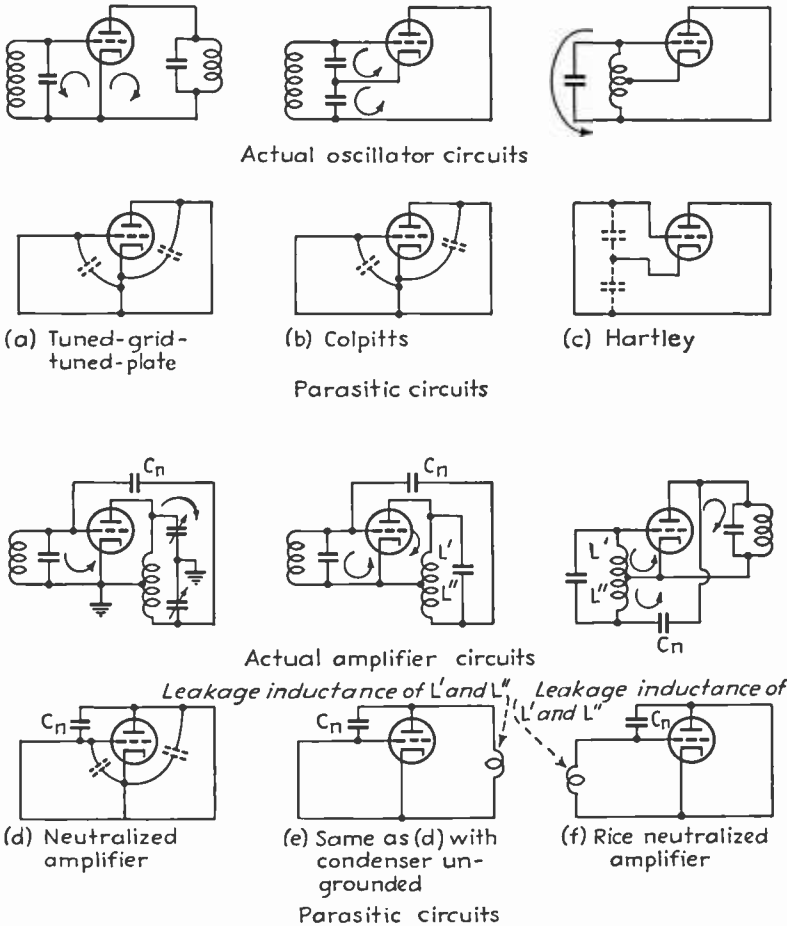 Actual oscillator circuits
(a) Tuned-grid-
tuned-plate
(b) Colpitts
(c) Hartley
Parasitic circuits
Cn
Cn
L'
L"
L'
L"
Cn
Actual amplifier circuits
Leakage inductance of L' and L"
Leakage inductance of
L' and L"
Cn
Cn
Cn
(d) Neutralized
amplifier
(e) Same as (d) with
condenser un-
grounded
(f) Rice neutralized
amplifier
Parasitic circuits